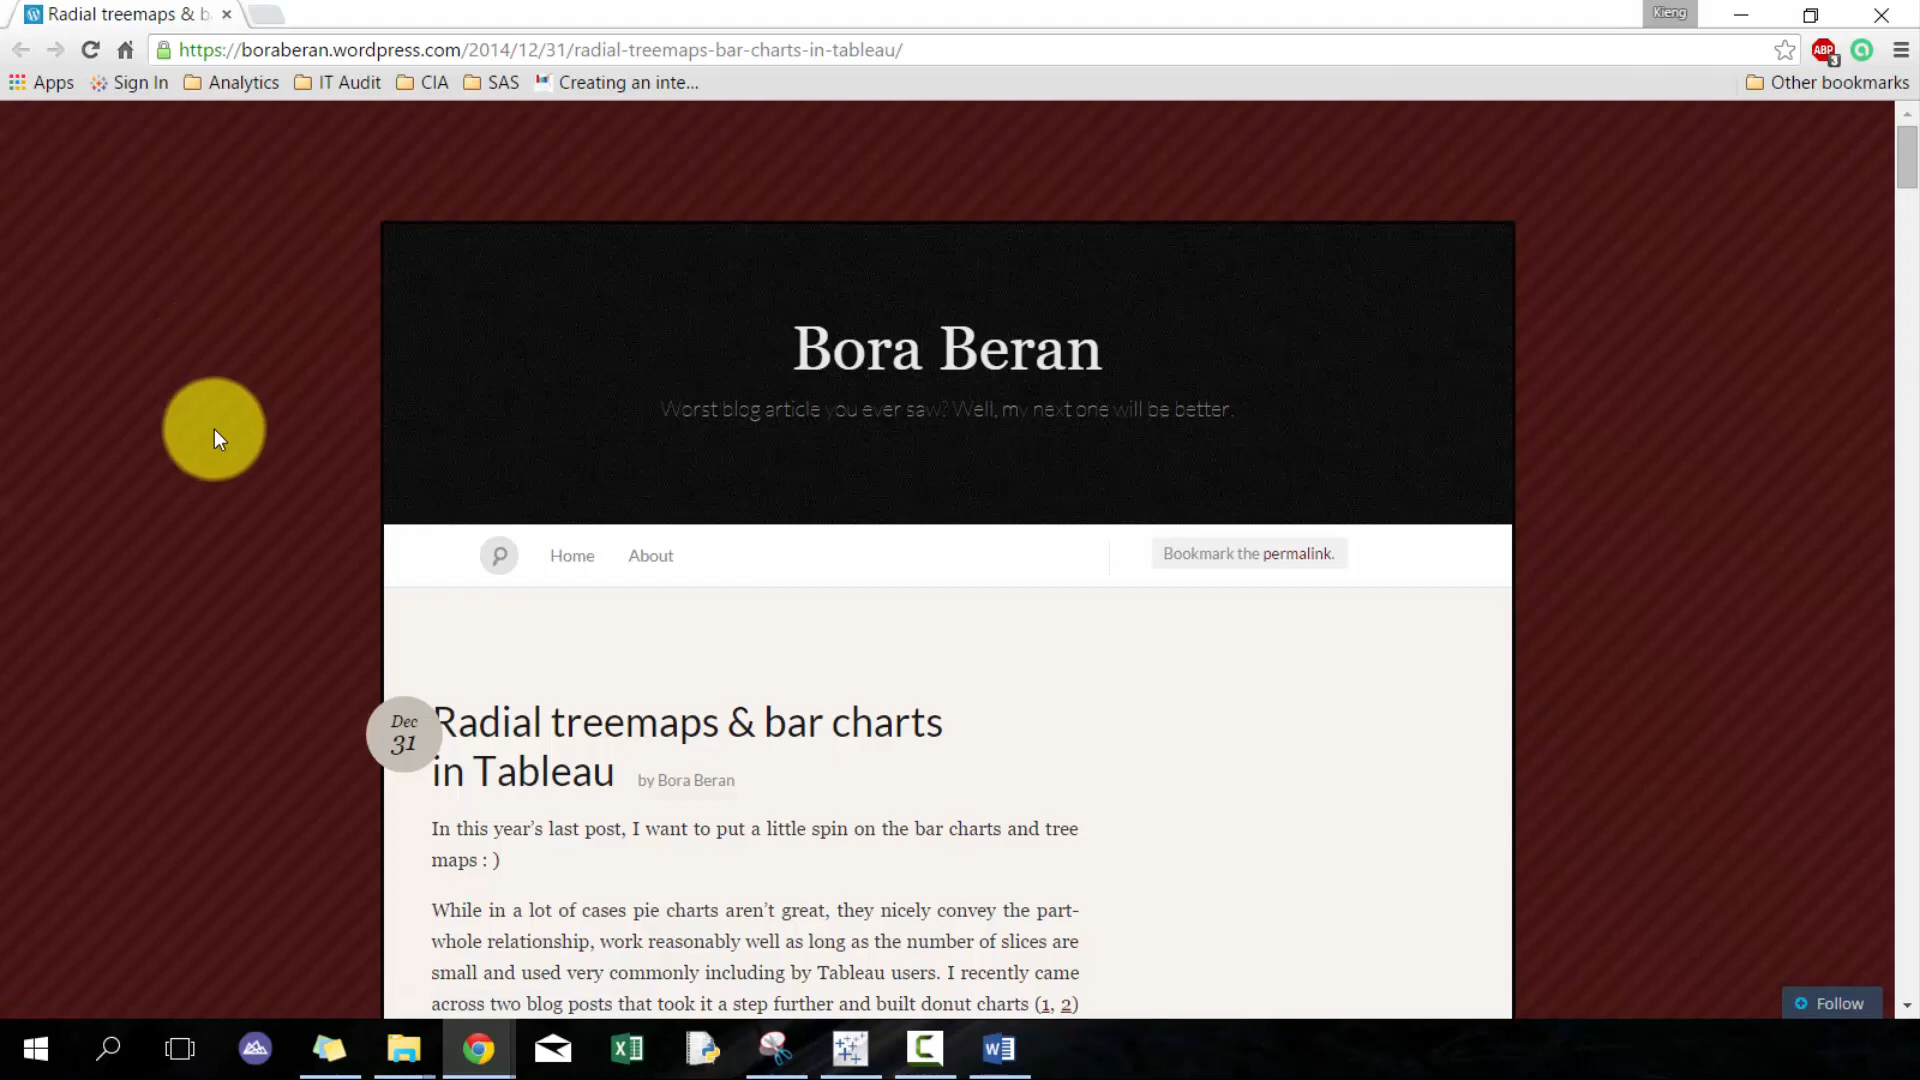 Radial treemaps & b
Kieng
https://boraberan.wordpress.com/2014/12/31/radial-treemaps-bar-charts-in-tableau/
ABP
3
Apps
Sign In
Analytics
IT Audit
CIA
SAS
Creating an inte...
Other bookmarks
Bora Beran
Worst blog article you ever saw? Well, my next one will be better.
Home
About
Bookmark the permalink.
Dec
31
Radial treemaps & bar charts
in Tableau by Bora Beran
In this year’s last post, I want to put a little spin on the bar charts and tree
maps : )
While in a lot of cases pie charts aren’t great, they nicely convey the part-
whole relationship, work reasonably well as long as the number of slices are
small and used very commonly including by Tableau users. I recently came
across two blog posts that took it a step further and built donut charts (1, 2)
Follow